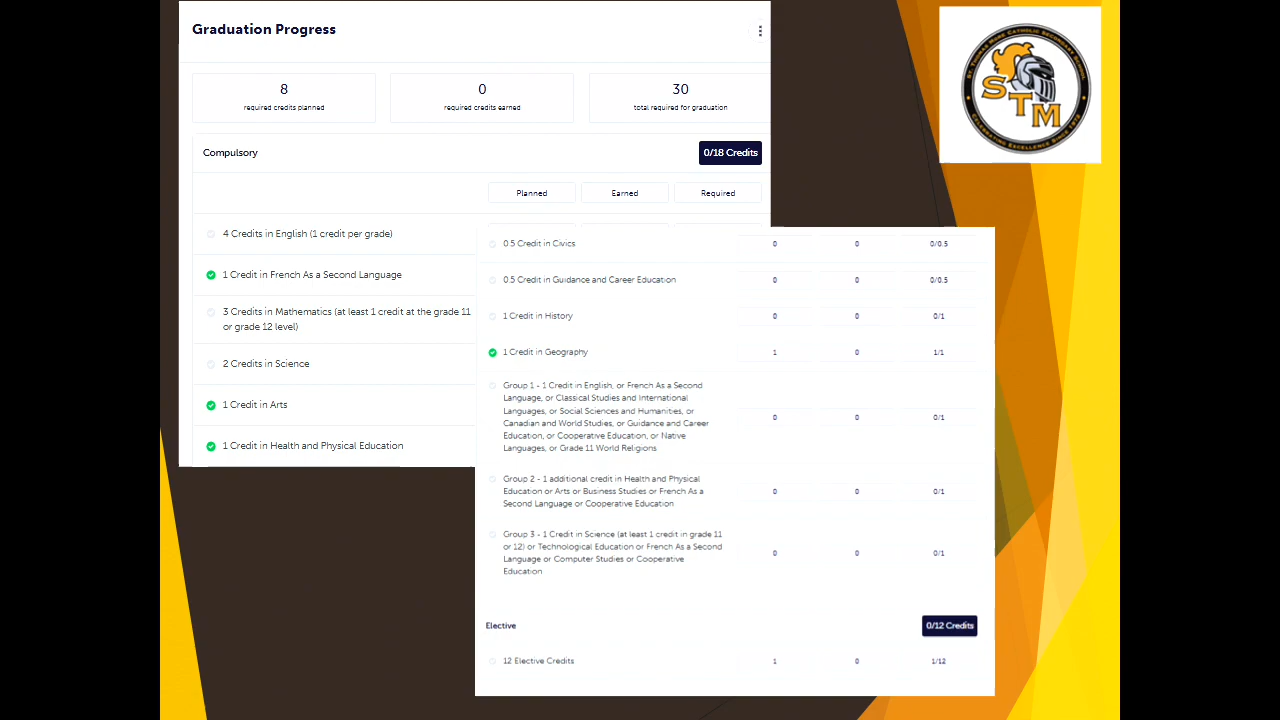 Graduation Progress
8
required credits planned
0
required credits earned
30
total required for graduation
Compulsory
0/18 Credits
Planned
Earned
Required
4 Credits in English (1 credit per grade)
1 Credit in French As a Second Language
3 Credits in Mathematics (at least 1 credit at the grade 11
or grade 12 level)
2 Credits in Science
1 Credit in Arts
1 Credit in Health and Physical Education
0.5 Credit in Civics
0
0
0/0.5
0.5 Credit in Guidance and Career Education
0
0
0/0.5
1 Credit in History
0
0
0/1
1 Credit in Geography
1
0
1/1
Group 1 - 1 Credit in English, or French As a Second
Language, or Classical Studies and International
Languages, or Social Sciences and Humanities, or
Canadian and World Studies, or Guidance and Career
Education, or Cooperative Education, or Native
Languages, or Grade 11 World Religions
0
0
0/1
Group 2 - 1 additional credit in Health and Physical
Education or Arts or Business Studies or French As a
Second Language or Cooperative Education
0
0
0/1
Group 3 - 1 Credit in Science (at least 1 credit in grade 11
or 12) or Technological Education or French As a Second
Language or Computer Studies or Cooperative
Education
0
0
0/1
Elective
0/12 Credits
12 Elective Credits
1
0
1/12
ST. THOMAS MORE CATHOLIC SECONDARY SCHOOL
STM
CELEBRATING EXCELLENCE SINCE 1976